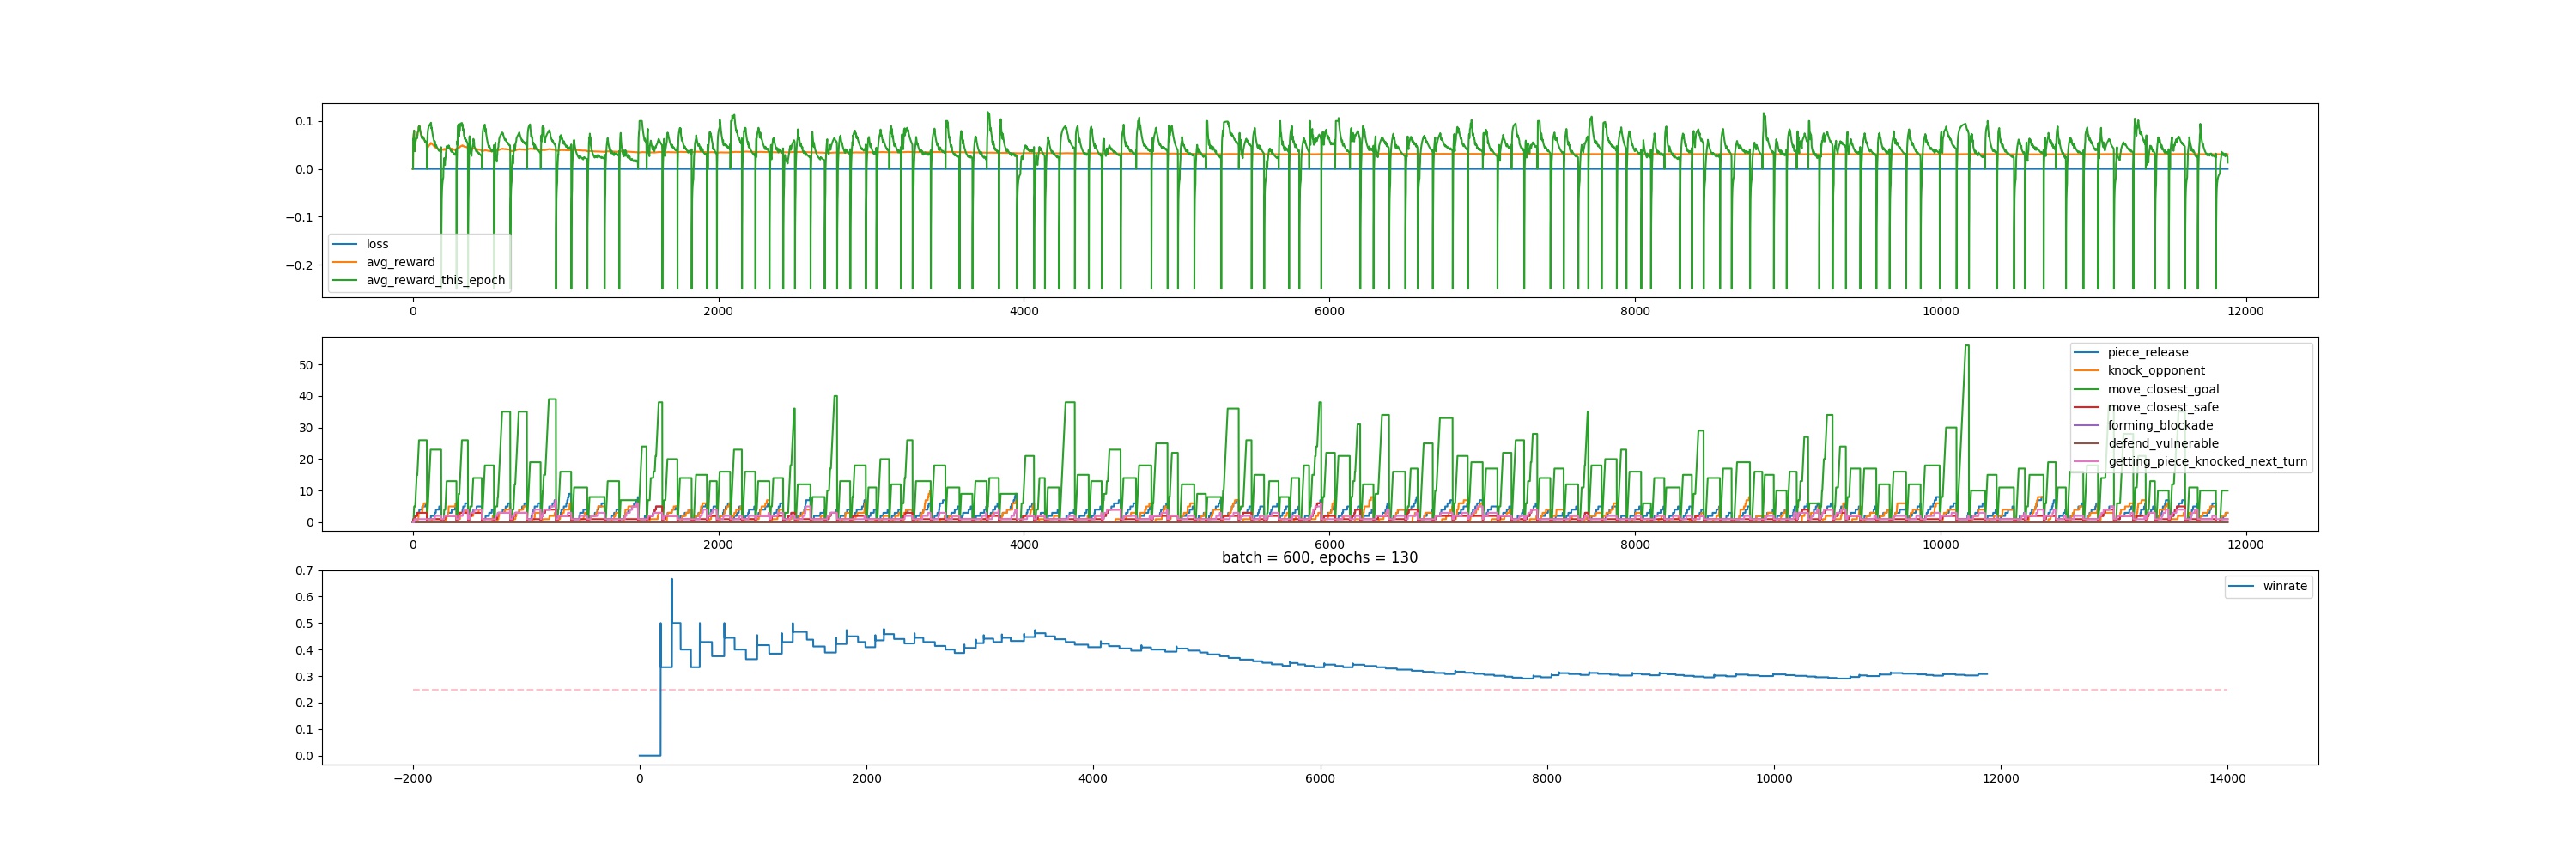 0.1
0.0
−0.1
−0.2
loss
avg_reward
avg_reward_this_epoch
0 2000 4000 6000 8000 10000 12000
50
40
30
20
10
0
piece_release
knock_opponent
move_closest_goal
move_closest_safe
forming_blockade
defend_vulnerable
getting_piece_knocked_next_turn
0 2000 4000 6000 8000 10000 12000
batch = 600, epochs = 130
0.7
0.6
0.5
0.4
0.3
0.2
0.1
0.0
winrate
−2000 0 2000 4000 6000 8000 10000 12000 14000